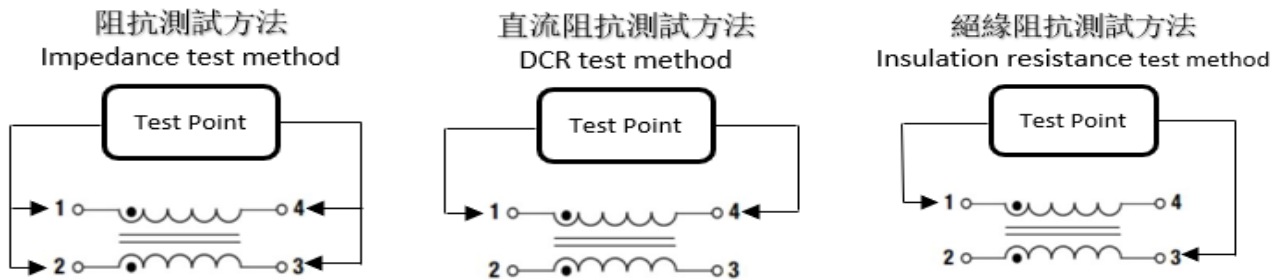 阻抗測試方法
Impedance test method
Test Point
1
4
2
3
直流阻抗測試方法
DCR test method
Test Point
1
4
2
3
絕緣阻抗測試方法
Insulation resistance test method
Test Point
1
4
2
3